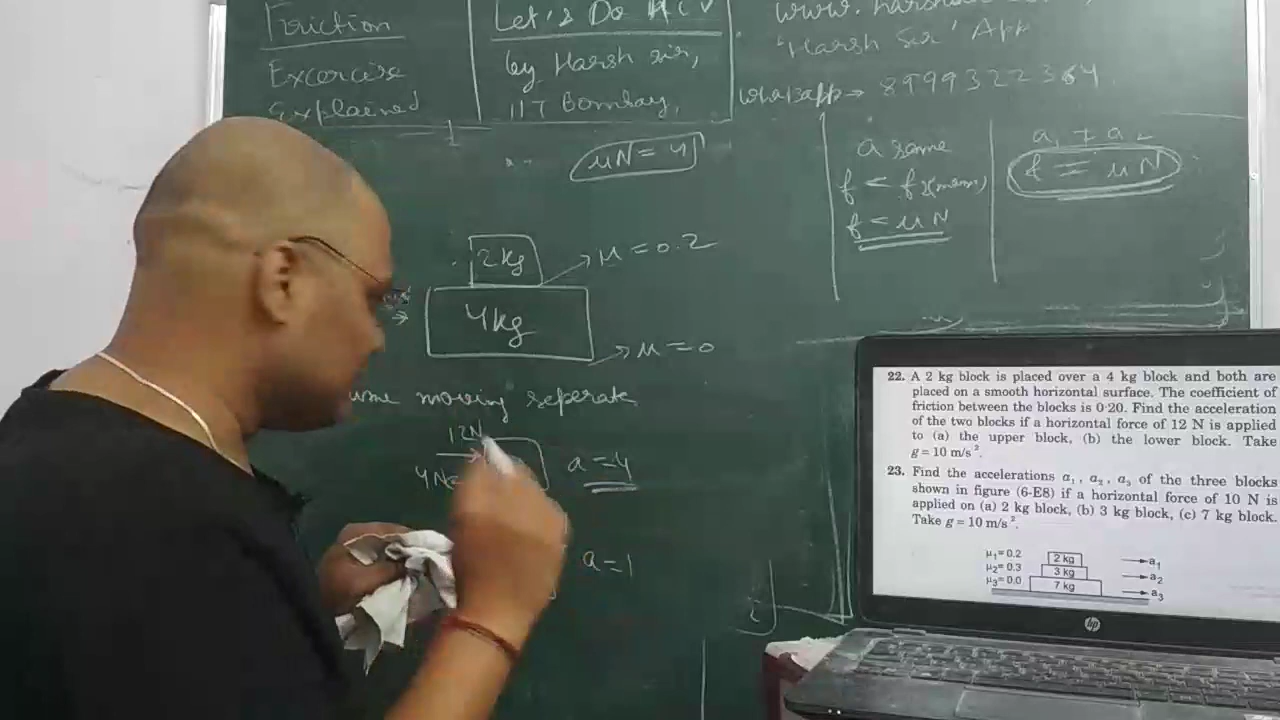 Friction
Excercise
Explained
Let's Do HCV
by Harsh sir,
IIT Bombay,
'Harsh Sir' App
whatsapp → 8999322364
μN = 4
a same
f < fs(mam)
f < μN
a₁ ≠ a₂
f = μN
2kg
μ = 0.2
4kg
μ = 0
ume moving seperate
12N
4N
a = 4
a = 1
22. A 2 kg block is placed over a 4 kg block and both are
placed on a smooth horizontal surface. The coefficient of
friction between the blocks is 0·20. Find the acceleration
of the two blocks if a horizontal force of 12 N is applied
to (a) the upper block, (b) the lower block. Take
g = 10 m/s².
23. Find the accelerations a₁, a₂, a₃ of the three blocks
shown in figure (6-E8) if a horizontal force of 10 N is
applied on (a) 2 kg block, (b) 3 kg block, (c) 7 kg block.
Take g = 10 m/s².
μ₁ = 0.2 2 kg a₁
μ₂ = 0.3 3 kg a₂
μ₃ = 0.0 7 kg a₃
hp